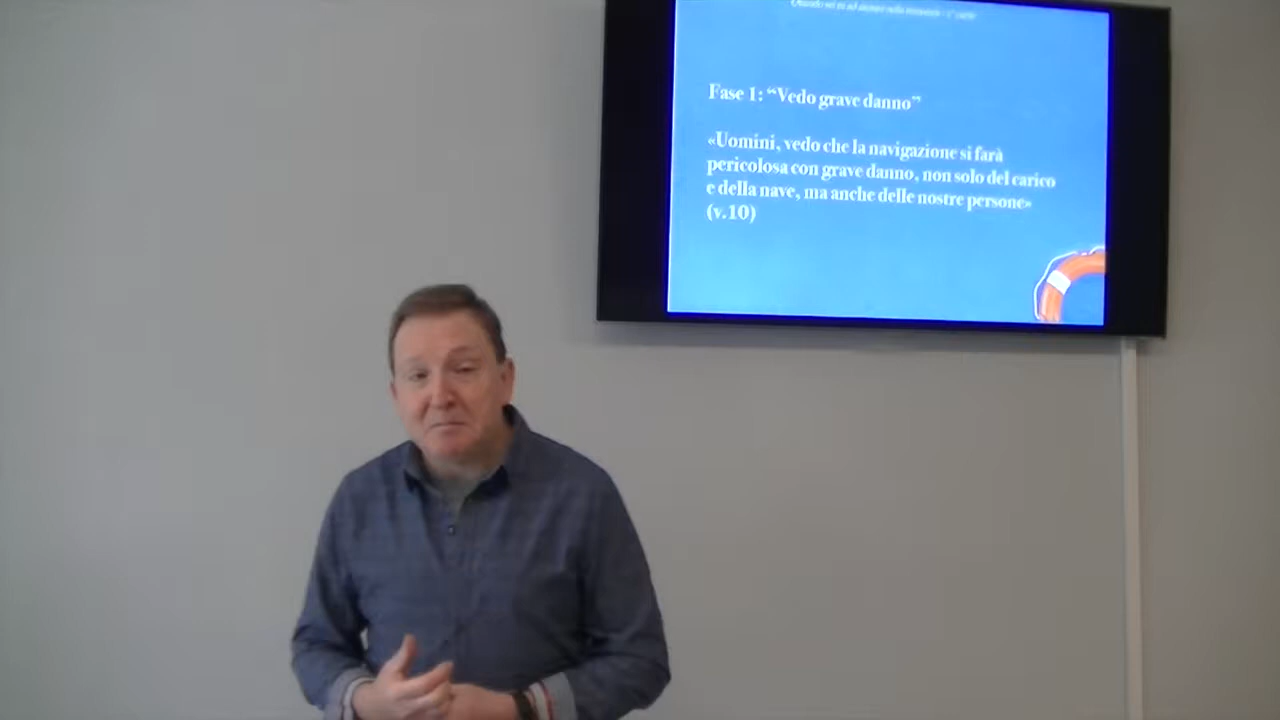 Fase 1: “Vedo grave danno”
«Uomini, vedo che la navigazione si farà
pericolosa con grave danno, non solo del carico
e della nave, ma anche delle nostre persone»
(v.10)